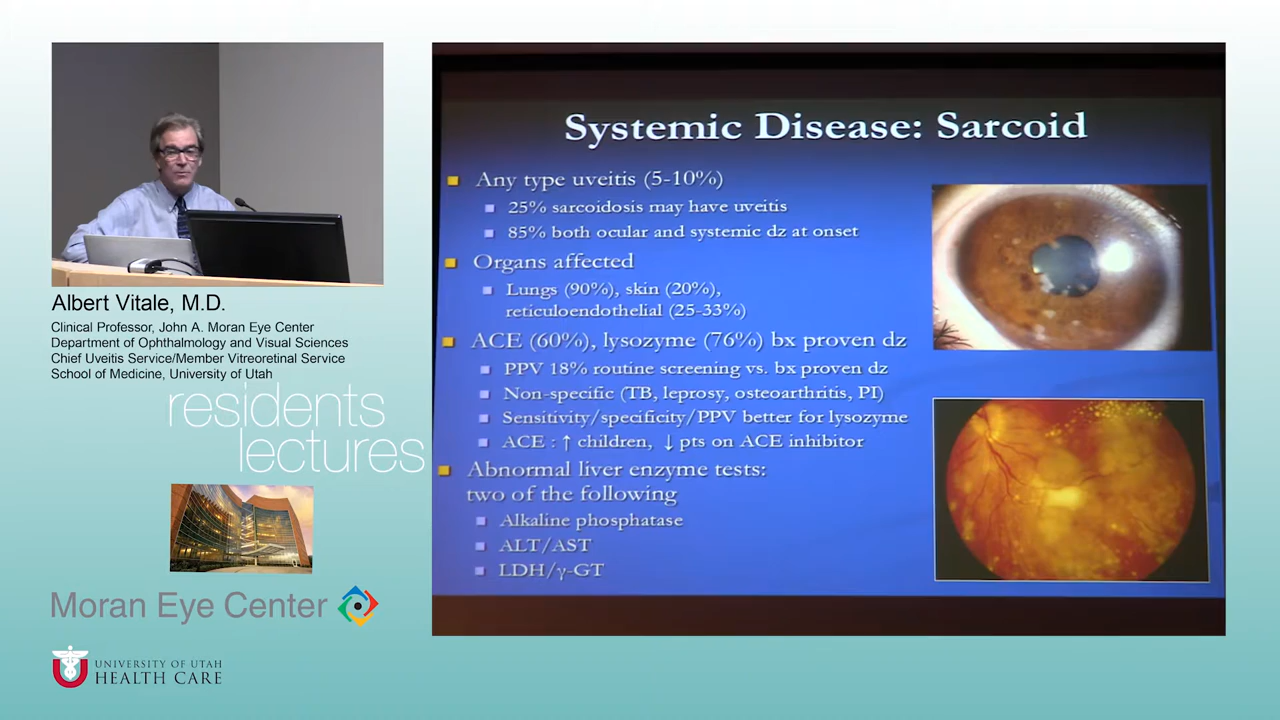 Albert Vitale, M.D.
Clinical Professor, John A. Moran Eye Center
Department of Ophthalmology and Visual Sciences
Chief Uveitis Service/Member Vitreoretinal Service
School of Medicine, University of Utah
residents
lectures
Moran Eye Center
UNIVERSITY OF UTAH
HEALTH CARE
Systemic Disease: Sarcoid
Any type uveitis (5-10%)
25% sarcoidosis may have uveitis
85% both ocular and systemic dz at onset
Organs affected
Lungs (90%), skin (20%),
reticuloendothelial (25-33%)
ACE (60%), lysozyme (76%) bx proven dz
PPV 18% routine screening vs. bx proven dz
Non-specific (TB, leprosy, osteoarthritis, PI)
Sensitivity/specificity/PPV better for lysozyme
ACE : ↑ children, ↓ pts on ACE inhibitor
Abnormal liver enzyme tests:
two of the following
Alkaline phosphatase
ALT/AST
LDH/γ-GT